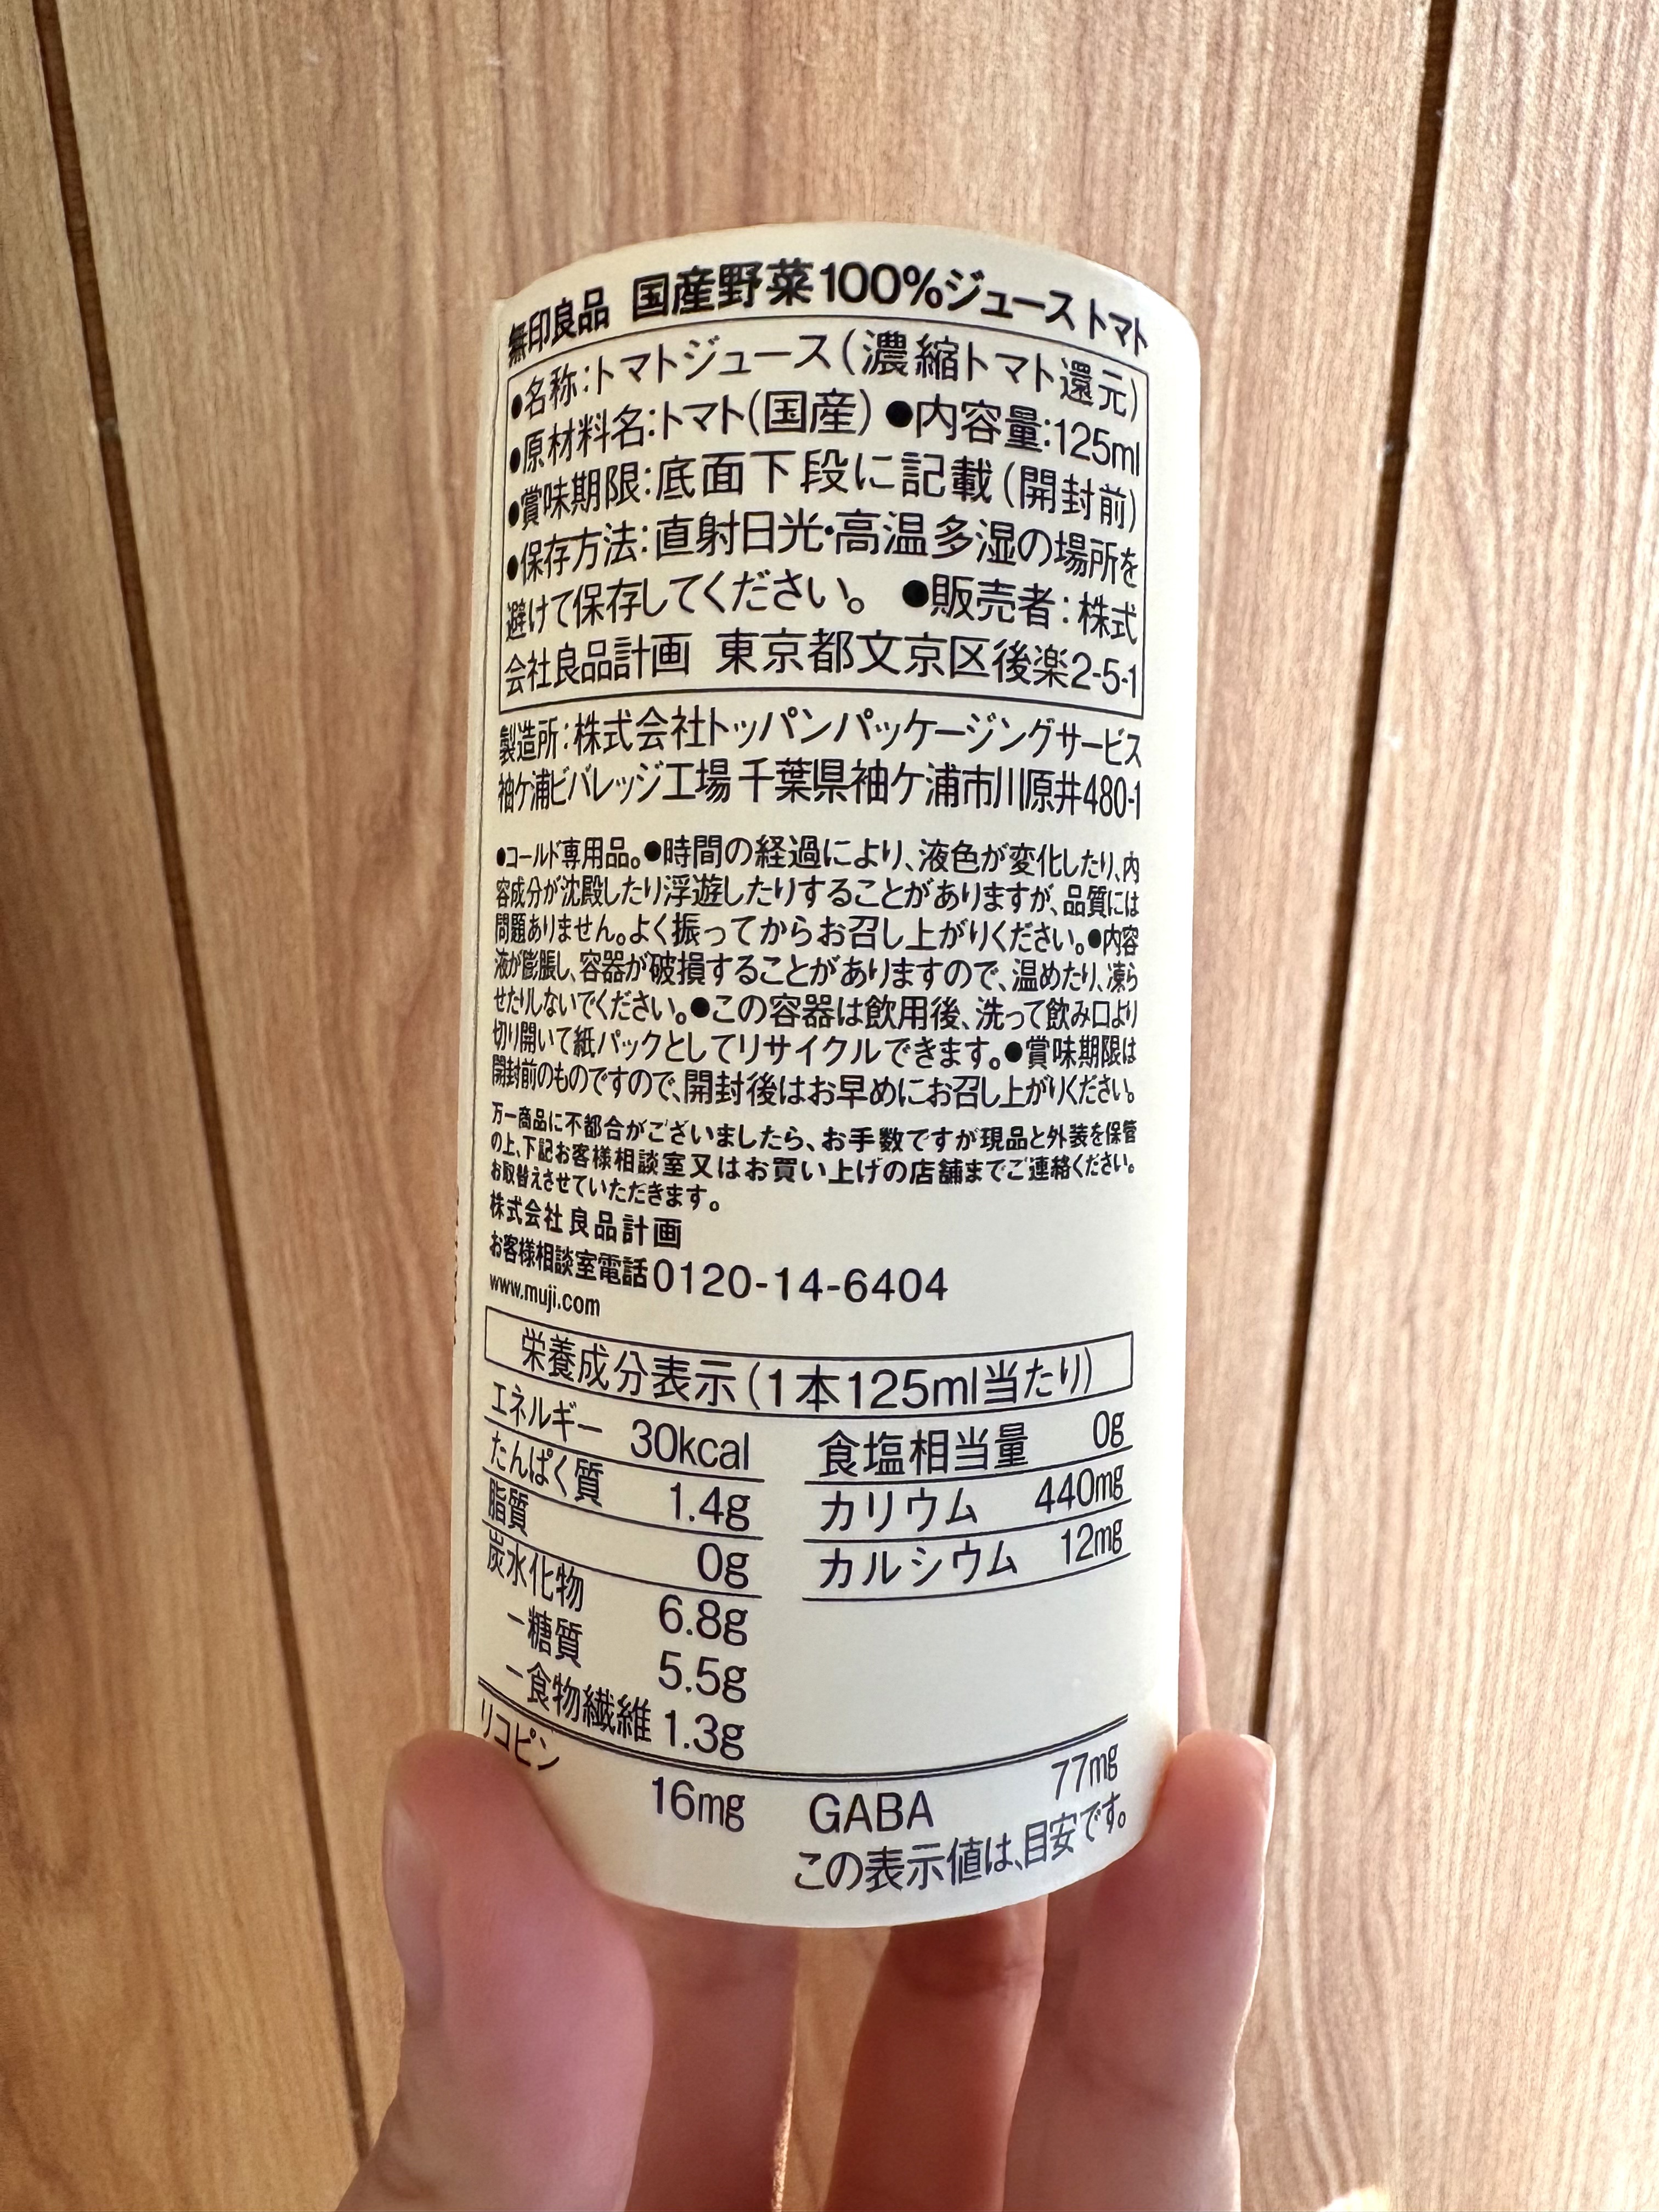 無印良品 国産野菜100%ジュース トマト
●名称:トマトジュース(濃縮トマト還元)
●原材料名:トマト(国産) ●内容量:125ml
●賞味期限:底面下段に記載(開封前)
●保存方法:直射日光・高温多湿の場所を
避けて保存してください。 ●販売者:株式
会社良品計画 東京都文京区後楽2-5-1
製造所:株式会社トッパンパッケージングサービス
袖ケ浦ビバレッジ工場 千葉県袖ケ浦市川原井480-1
●コールド専用品。●時間の経過により、液色が変化したり、内
容成分が沈殿したり浮遊したりすることがありますが、品質には
問題ありません。よく振ってからお召し上がりください。●内容
液が膨脹し、容器が破損することがありますので、温めたり、凍ら
せたりしないでください。●この容器は飲用後、洗って飲み口より
切り開いて紙パックとしてリサイクルできます。●賞味期限は
開封前のものですので、開封後はお早めにお召し上がりください。
万一商品に不都合がございましたら、お手数ですが現品と外装を保管
の上、下記お客様相談室又はお買い上げの店舗までご連絡ください。
お取替えさせていただきます。
株式会社 良品計画
お客様相談室電話0120-14-6404
www.muji.com
栄養成分表示(1本125ml当たり)
エネルギー 30kcal 食塩相当量 0g
たんぱく質 1.4g カリウム 440mg
脂質 0g カルシウム 12mg
炭水化物 6.8g
-糖質 5.5g
-食物繊維 1.3g
リコピン 16mg GABA 77mg
この表示値は、目安です。